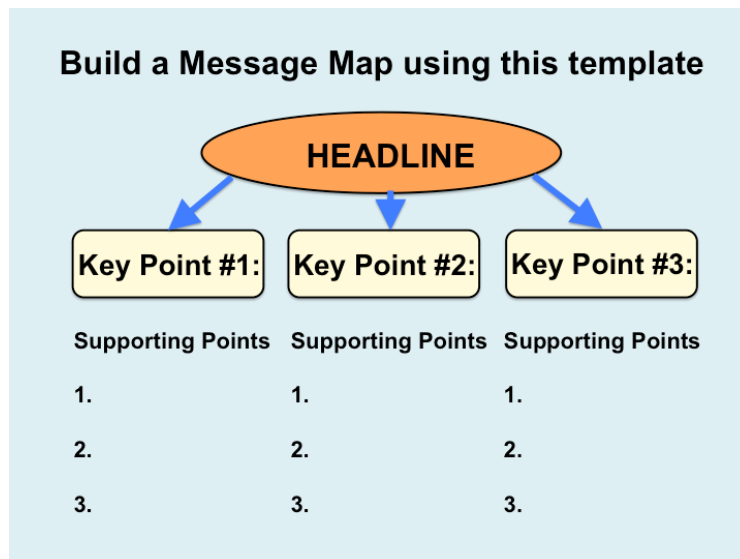 Build a Message Map using this template
HEADLINE
Key Point #1:
Key Point #2:
Key Point #3:
Supporting Points
1.
2.
3.
Supporting Points
1.
2.
3.
Supporting Points
1.
2.
3.